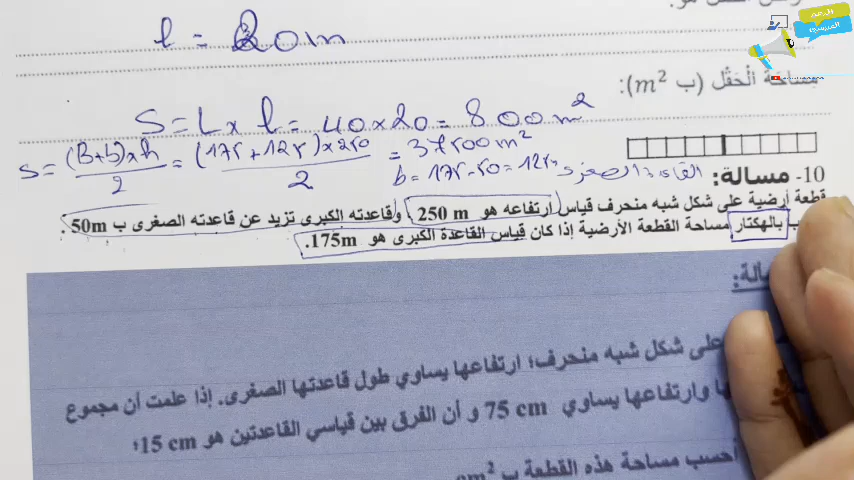 l = 20m
مساحة الحقل (ب m²):
S = L x l = 40 x 20 = 800 m²
S = (B+b)xh / 2 = (175 + 125) x 250 / 2 = 37500 m²
b = 175 - 50 = 125 القاعدة الصغرى
10- مسالة:
قطعة أرضية على شكل شبه منحرف قياس ارتفاعه هو 250 m، وقاعدته الكبرى تزيد عن قاعدته الصغرى ب 50m.
بالهكتار مساحة القطعة الأرضية إذا كان قياس القاعدة الكبرى هو 175m.
على شكل شبه منحرف؛ ارتفاعها يساوي طول قاعدتها الصغرى. إذا علمت أن مجموع
وارتفاعها يساوي 75 cm و أن الفرق بين قياسي القاعدتين هو 15 cm؛
أحسب مساحة هذه القطعة ب cm²